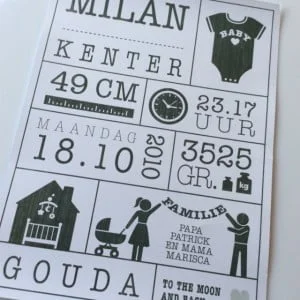 MILAN
BABY
KENTER
49 CM
23.17
UUR
MAANDAG
18.10
2010
3525
GR.
kg
FAMILIE
PAPA
PATRICK
EN MAMA
MARISCA
GOUDA
TO THE MOON
AND BACK